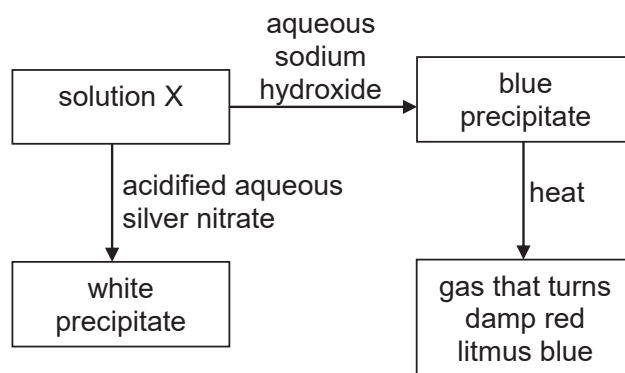 aqueous
sodium
hydroxide
solution X
blue
precipitate
acidified aqueous
silver nitrate
heat
white
precipitate
gas that turns
damp red
litmus blue